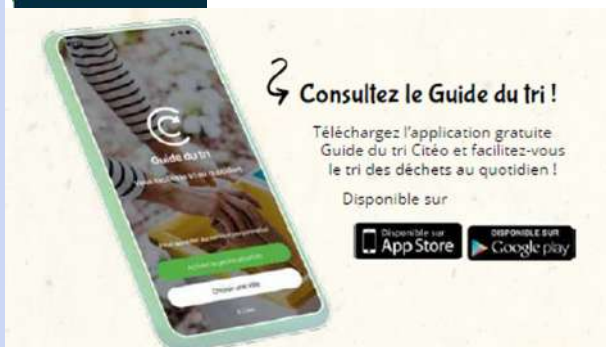 Consultez le Guide du tri !
Téléchargez l'application gratuite
Guide du tri Citéo et facilitez-vous
le tri des déchets au quotidien !
Disponible sur
Disponible sur
App Store
DISPONIBLE SUR
Google play
Guide du tri
Choisir une ville